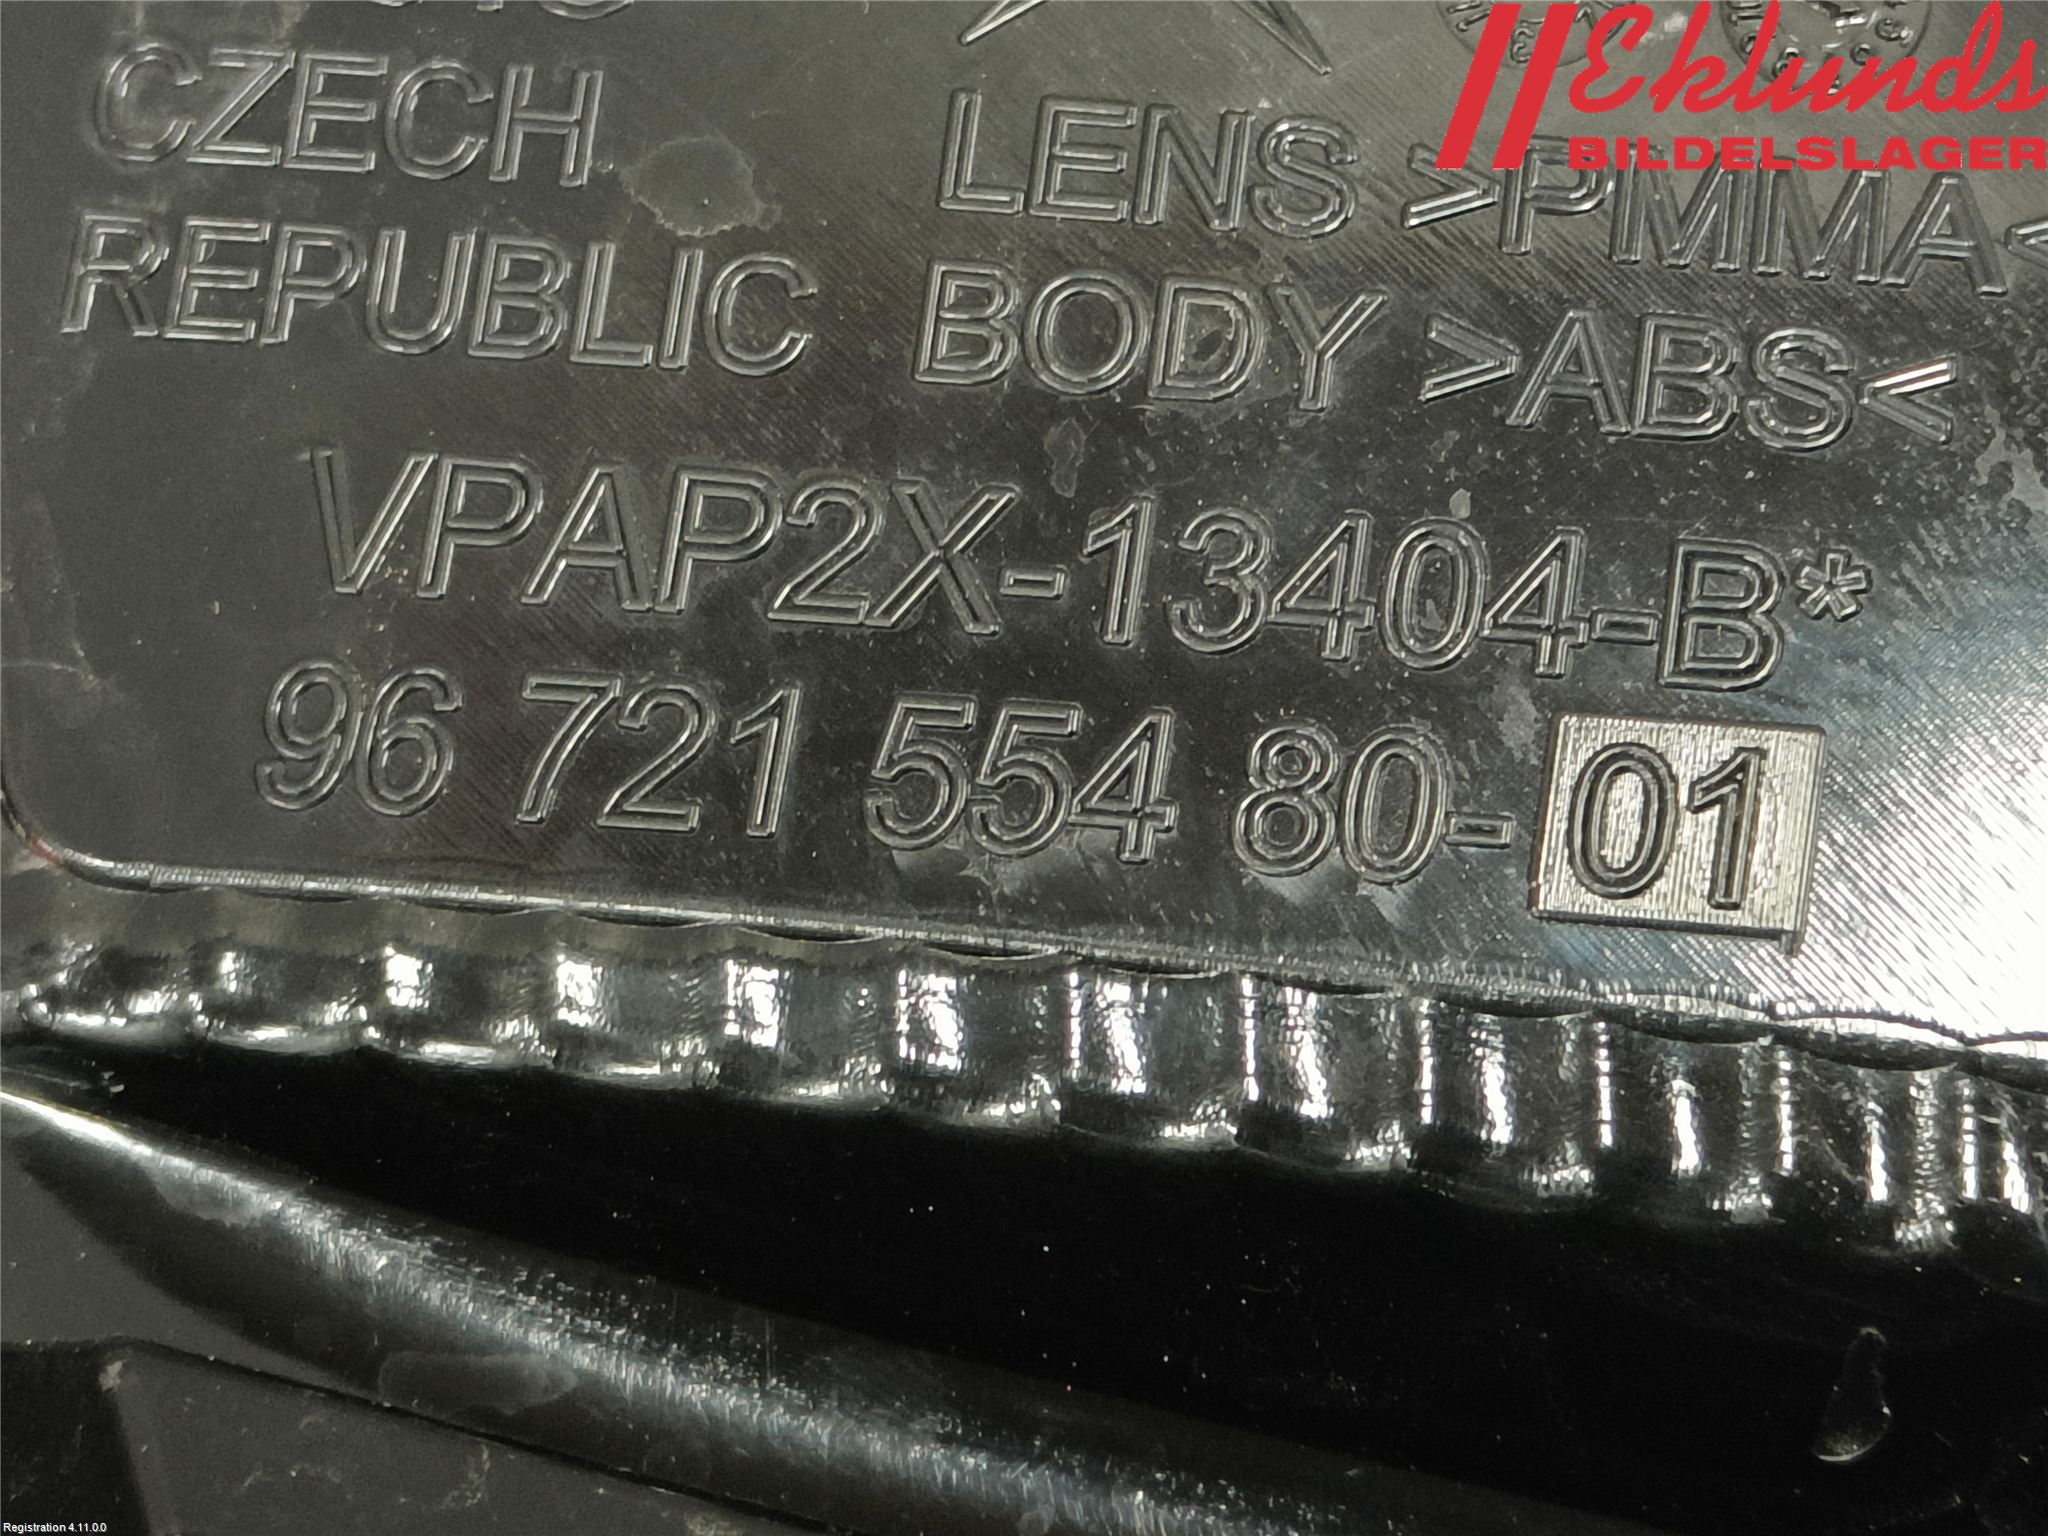 Eklunds
BILDELSLAGER
CZECH
REPUBLIC
LENS >PMMA<
BODY >ABS<
VPAP2X-13404-B*
96 721 554 80-01
Registration 4.11.0.0